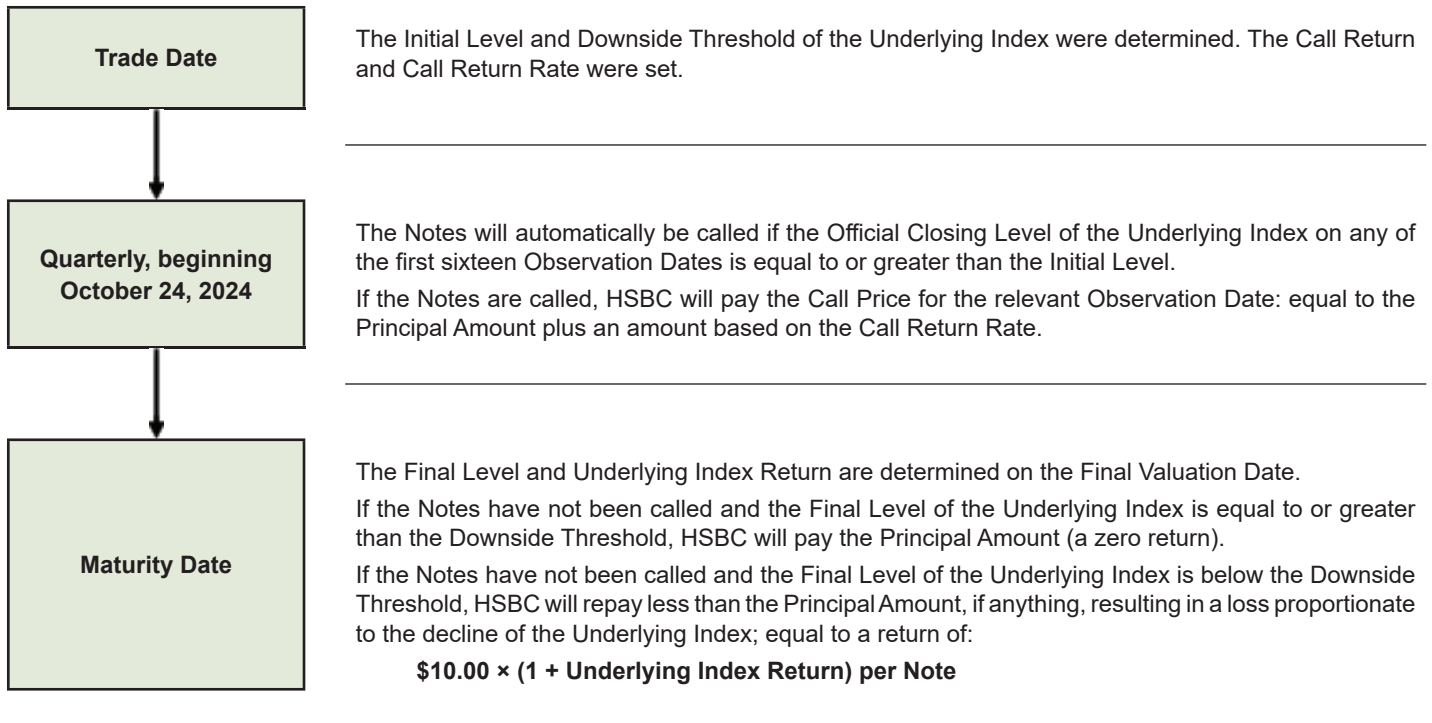 Trade Date
The Initial Level and Downside Threshold of the Underlying Index were determined. The Call Return
and Call Return Rate were set.
Quarterly, beginning
October 24, 2024
The Notes will automatically be called if the Official Closing Level of the Underlying Index on any of
the first sixteen Observation Dates is equal to or greater than the Initial Level.
If the Notes are called, HSBC will pay the Call Price for the relevant Observation Date: equal to the
Principal Amount plus an amount based on the Call Return Rate.
Maturity Date
The Final Level and Underlying Index Return are determined on the Final Valuation Date.
If the Notes have not been called and the Final Level of the Underlying Index is equal to or greater
than the Downside Threshold, HSBC will pay the Principal Amount (a zero return).
If the Notes have not been called and the Final Level of the Underlying Index is below the Downside
Threshold, HSBC will repay less than the Principal Amount, if anything, resulting in a loss proportionate
to the decline of the Underlying Index; equal to a return of:
$10.00 × (1 + Underlying Index Return) per Note